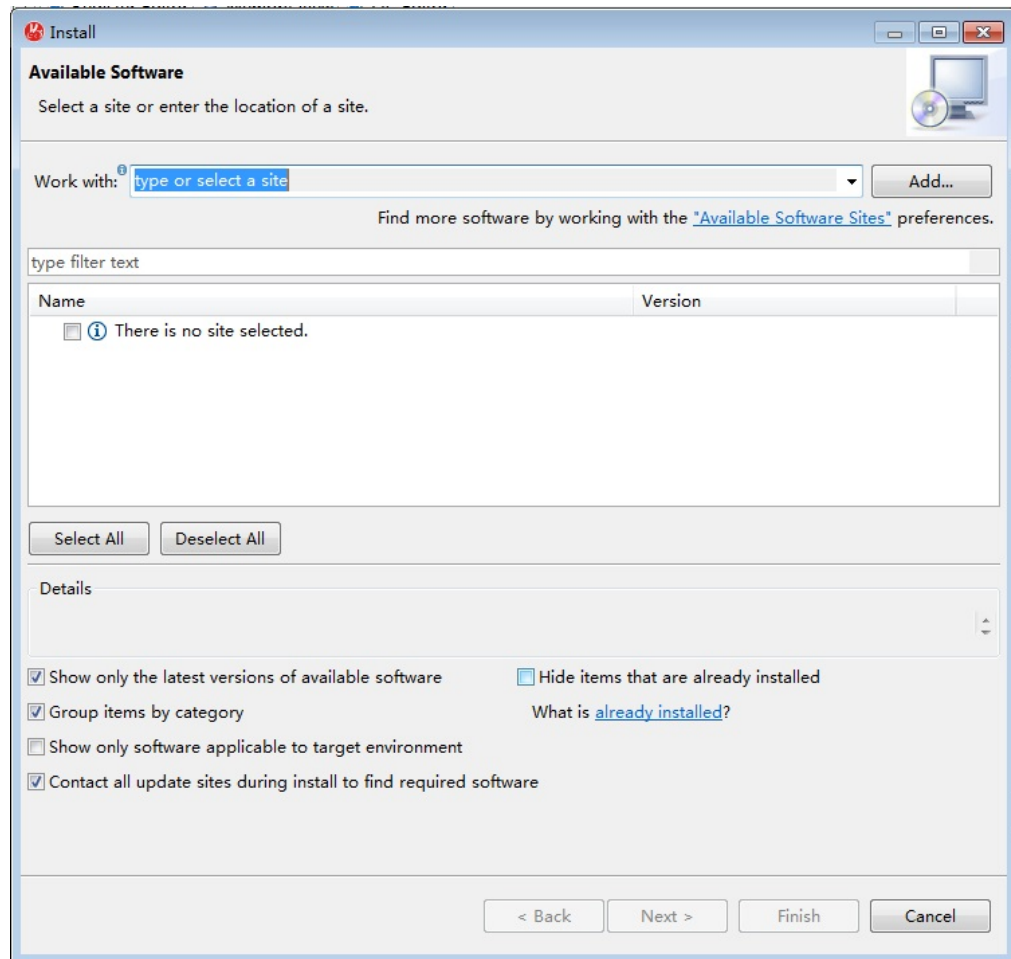 Install
Available Software
Select a site or enter the location of a site.
Work with: type or select a site
Add...
Find more software by working with the "Available Software Sites" preferences.
type filter text
Name Version
There is no site selected.
Select All Deselect All
Details
Show only the latest versions of available software Hide items that are already installed
Group items by category What is already installed?
Show only software applicable to target environment
Contact all update sites during install to find required software
< Back Next > Finish Cancel